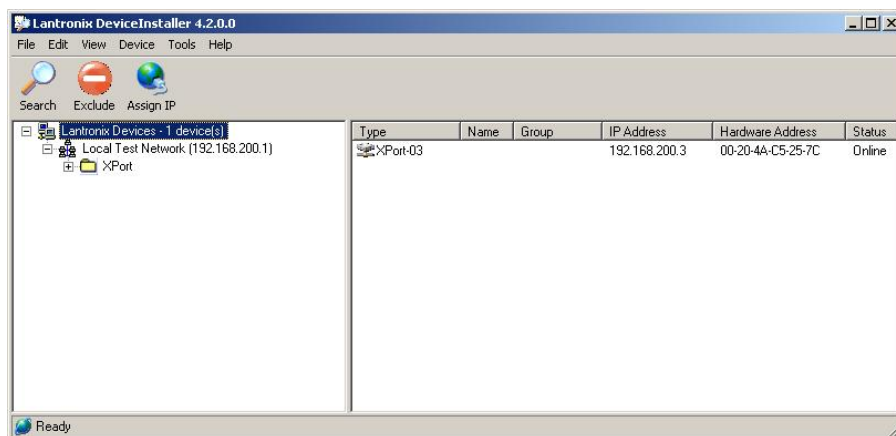 Lantronix DeviceInstaller 4.2.0.0
File Edit View Device Tools Help
Search Exclude Assign IP
Lantronix Devices - 1 device(s)
Local Test Network (192.168.200.1)
XPort
Type Name Group IP Address Hardware Address Status
XPort-03 192.168.200.3 00-20-4A-C5-25-7C Online
Ready